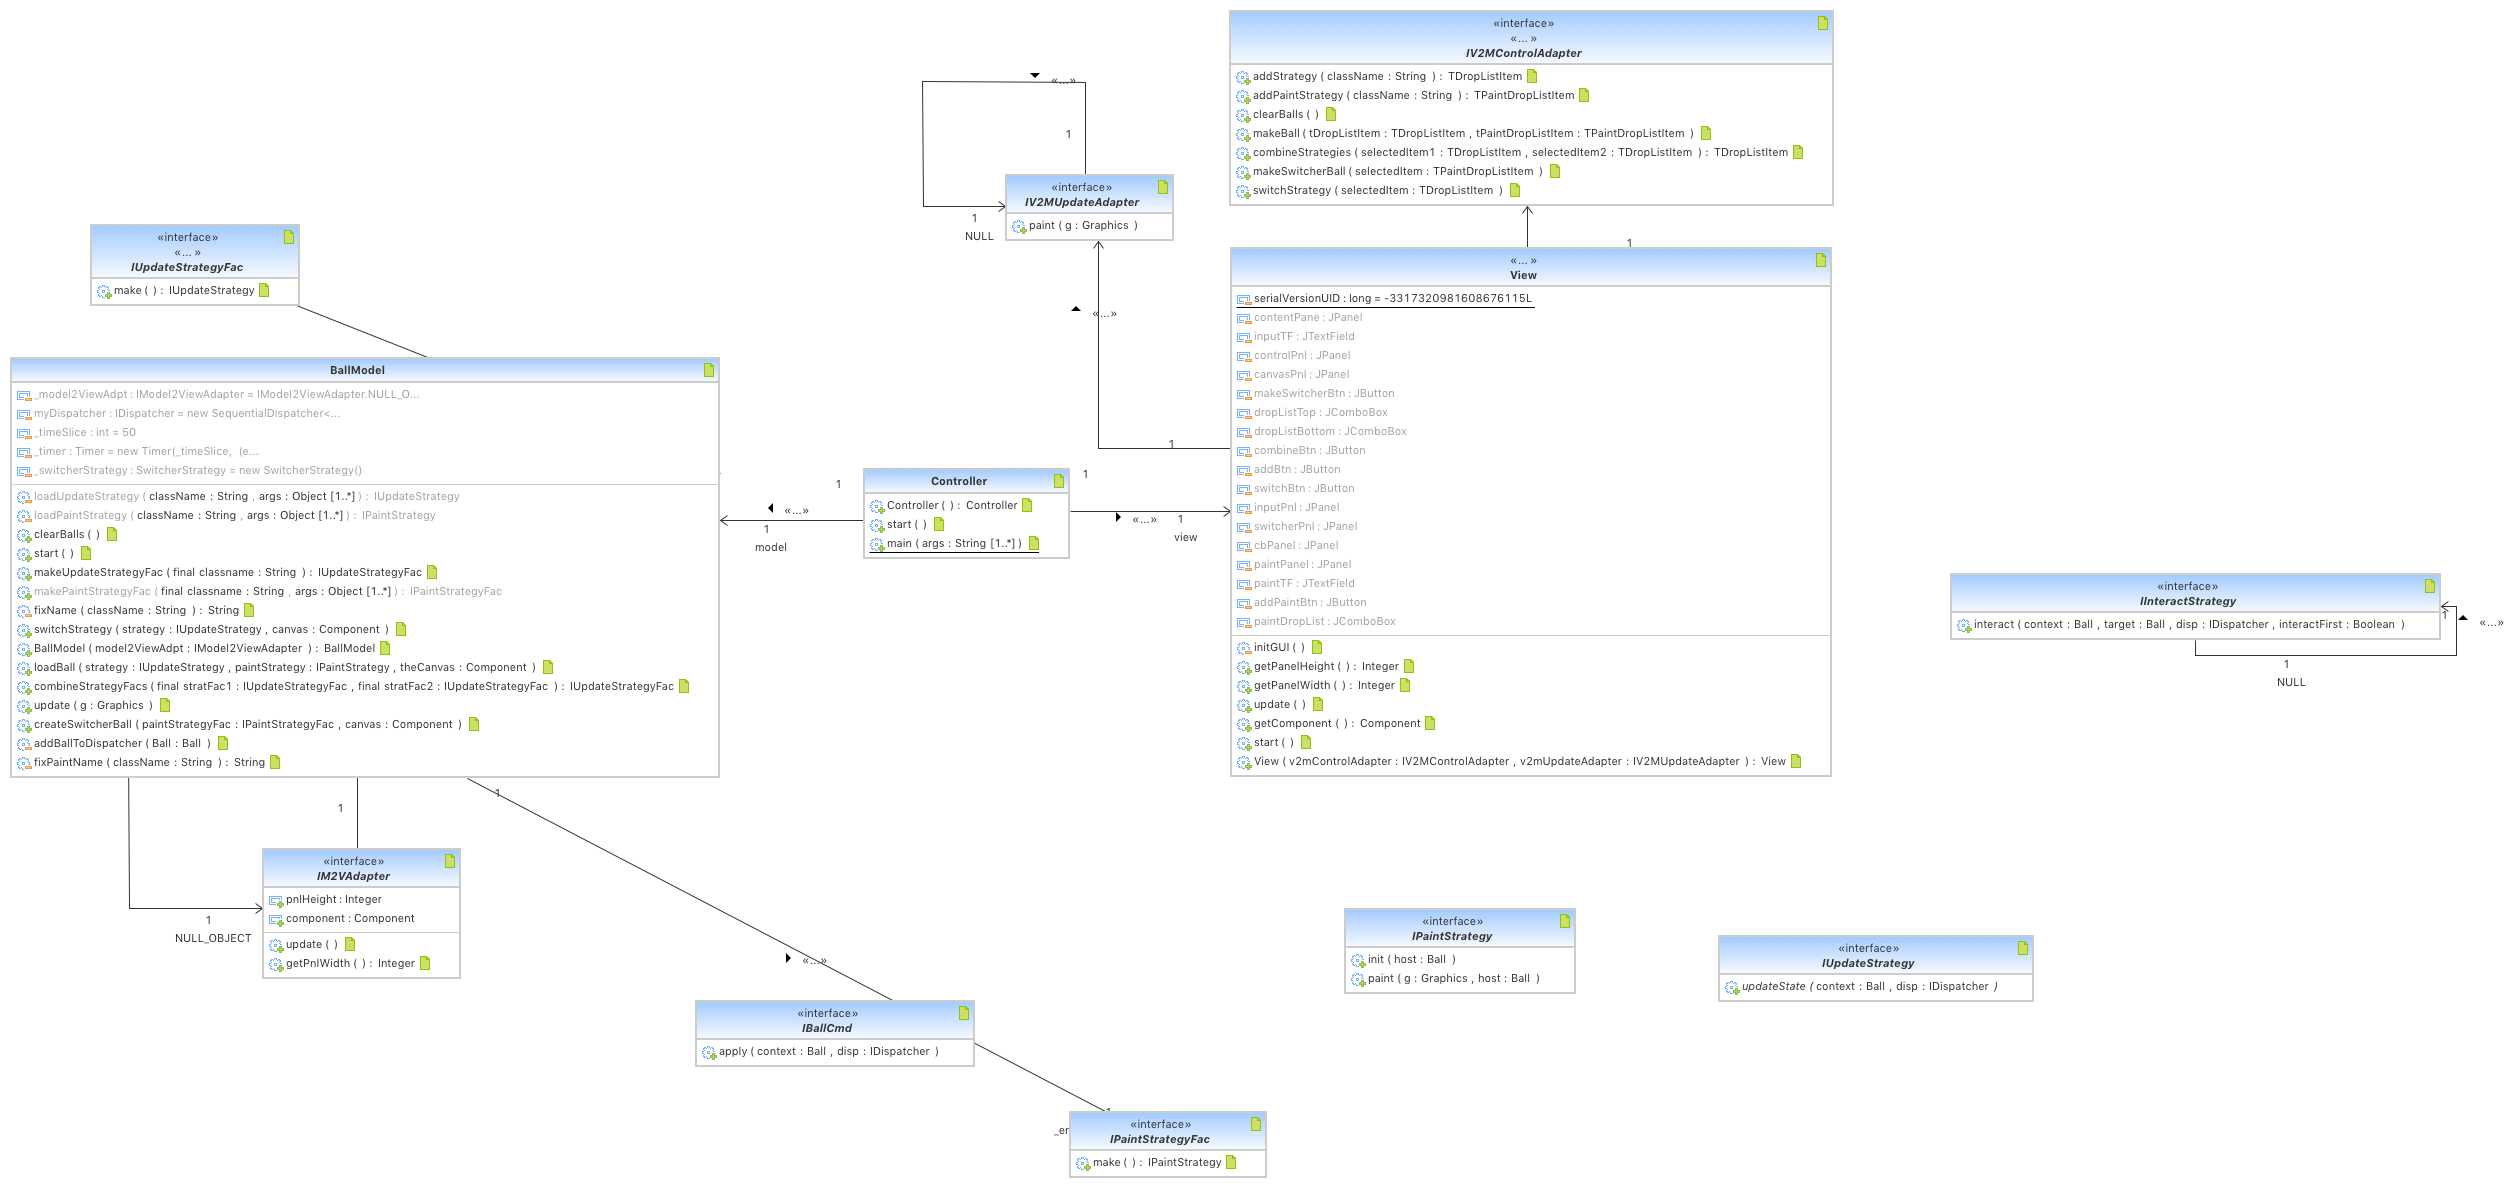 «interface»
«... »
IV2MControlAdapter
addStrategy ( className : String ) : TDropListItem
addPaintStrategy ( className : String ) : TPaintDropListItem
clearBalls ( )
makeBall ( tDropListItem : TDropListItem , tPaintDropListItem : TPaintDropListItem )
combineStrategies ( selectedItem1 : TDropListItem , selectedItem2 : TDropListItem ) : TDropListItem
makeSwitcherBall ( selectedItem : TPaintDropListItem )
switchStrategy ( selectedItem : TDropListItem )
«...»
1
«interface»
IV2MUpdateAdapter
paint ( g : Graphics )
1
NULL
«interface»
«... »
IUpdateStrategyFac
make ( ) : IUpdateStrategy
1
«... »
View
serialVersionUID : long = -3317320981608676115L
contentPane : JPanel
inputTF : JTextField
controlPnl : JPanel
canvasPnl : JPanel
makeSwitcherBtn : JButton
dropListTop : JComboBox
dropListBottom : JComboBox
combineBtn : JButton
addBtn : JButton
switchBtn : JButton
inputPnl : JPanel
switcherPnl : JPanel
cbPanel : JPanel
paintPanel : JPanel
paintTF : JTextField
addPaintBtn : JButton
paintDropList : JComboBox
initGUI ( )
getPanelHeight ( ) : Integer
getPanelWidth ( ) : Integer
update ( )
getComponent ( ) : Component
start ( )
View ( v2mControlAdapter : IV2MControlAdapter , v2mUpdateAdapter : IV2MUpdateAdapter ) : View
«...»
1
BallModel
_model2ViewAdpt : IModel2ViewAdapter = IModel2ViewAdapter.NULL_O...
myDispatcher : IDispatcher = new SequentialDispatcher<...
_timeSlice : int = 50
_timer : Timer = new Timer(_timeSlice, (e...
_switcherStrategy : SwitcherStrategy = new SwitcherStrategy()
loadUpdateStrategy ( className : String , args : Object [1..*] ) : IUpdateStrategy
loadPaintStrategy ( className : String , args : Object [1..*] ) : IPaintStrategy
clearBalls ( )
start ( )
makeUpdateStrategyFac ( final classname : String ) : IUpdateStrategyFac
makePaintStrategyFac ( final classname : String , args : Object [1..*] ) : IPaintStrategyFac
fixName ( className : String ) : String
switchStrategy ( strategy : IUpdateStrategy , canvas : Component )
BallModel ( model2ViewAdpt : IModel2ViewAdapter ) : BallModel
loadBall ( strategy : IUpdateStrategy , paintStrategy : IPaintStrategy , theCanvas : Component )
combineStrategyFacs ( final stratFac1 : IUpdateStrategyFac , final stratFac2 : IUpdateStrategyFac ) : IUpdateStrategyFac
update ( g : Graphics )
createSwitcherBall ( paintStrategyFac : IPaintStrategyFac , canvas : Component )
addBallToDispatcher ( Ball : Ball )
fixPaintName ( className : String ) : String
1
«...»
1
model
Controller
Controller ( ) : Controller
start ( )
main ( args : String [1..*] )
1
«...»
1
view
«interface»
IInteractStrategy
interact ( context : Ball , target : Ball , disp : IDispatcher , interactFirst : Boolean )
1
«...»
1
NULL
1
1
«interface»
IM2VAdapter
pnlHeight : Integer
component : Component
update ( )
getPnlWidth ( ) : Integer
1
NULL_OBJECT
«...»
«interface»
IPaintStrategy
init ( host : Ball )
paint ( g : Graphics , host : Ball )
«interface»
IUpdateStrategy
updateState ( context : Ball , disp : IDispatcher )
«interface»
IBallCmd
apply ( context : Ball , disp : IDispatcher )
1
_er
«interface»
IPaintStrategyFac
make ( ) : IPaintStrategy